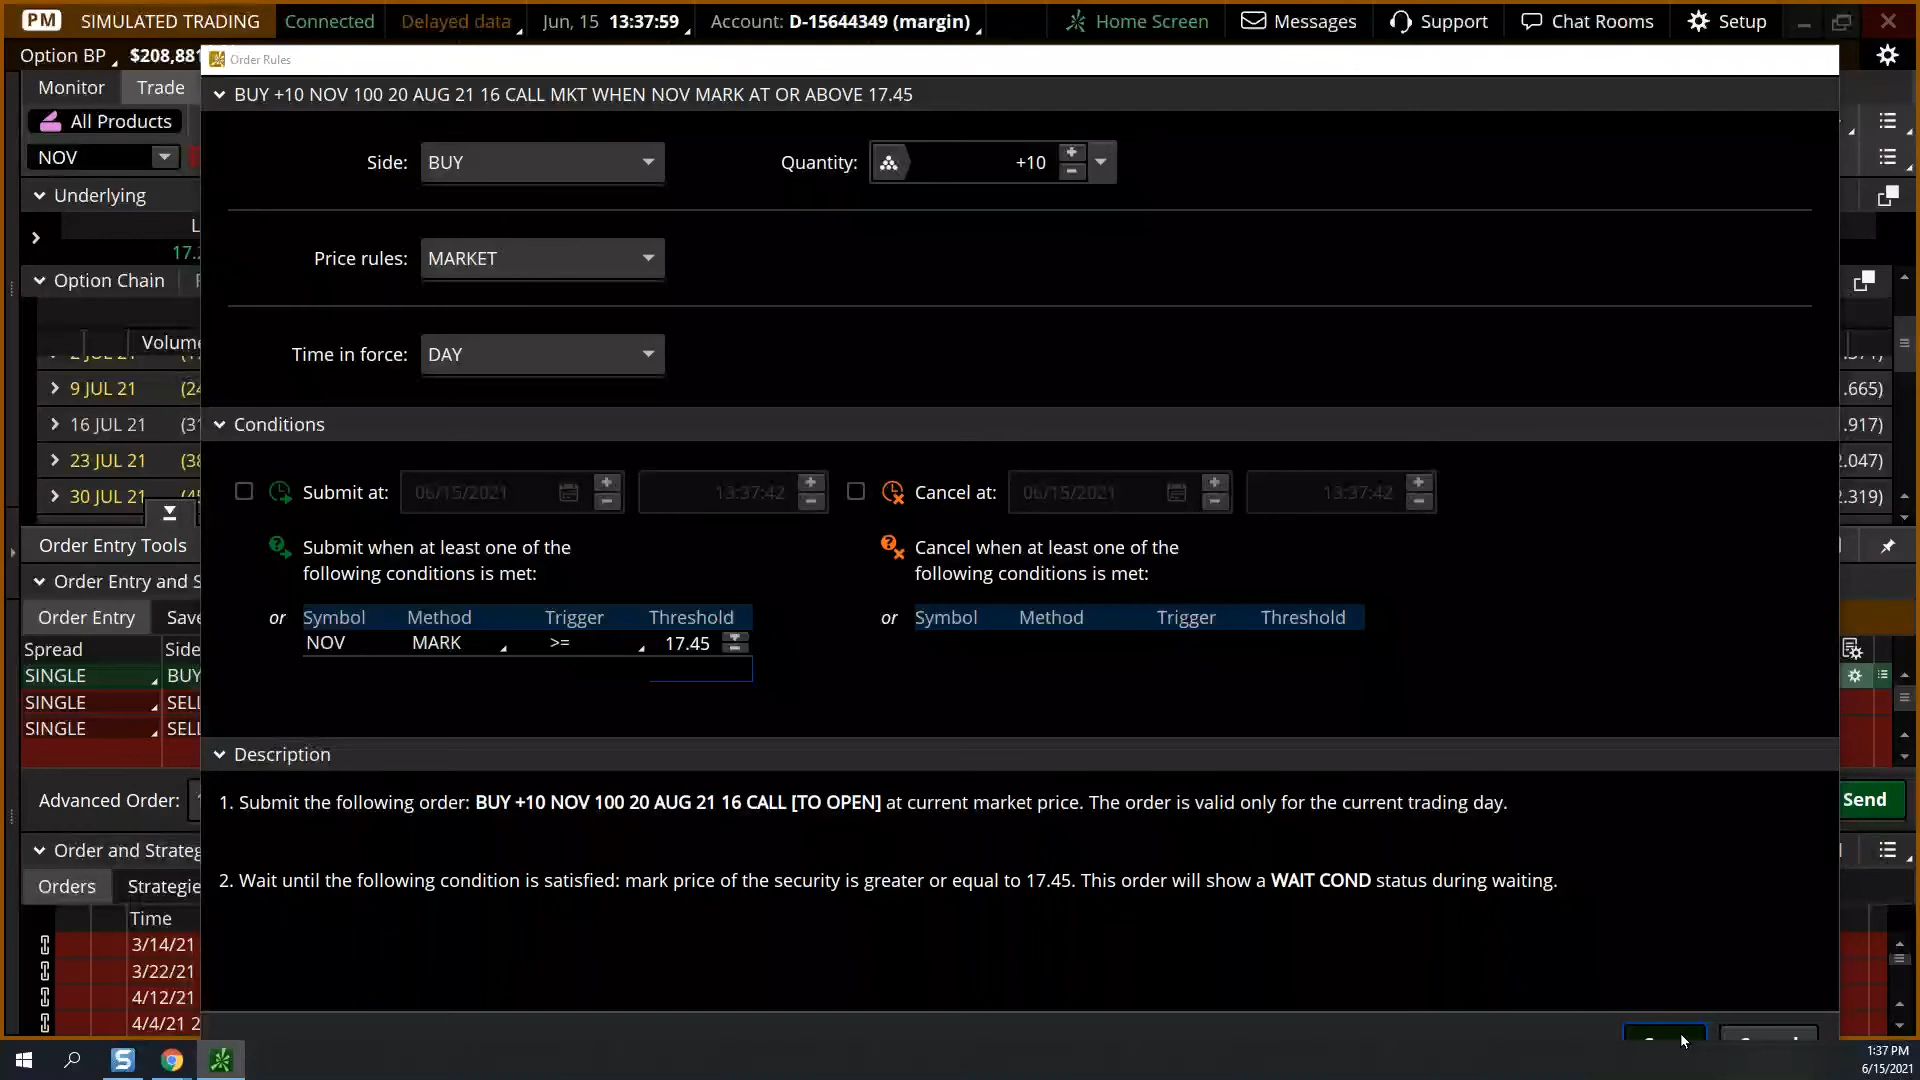 PM SIMULATED TRADING Connected Delayed data Jun, 15 13:37:59 Account: D-15644349 (margin) Home Screen Messages Support Chat Rooms Setup
Option BP $208,881
Order Rules
Monitor Trade
BUY +10 NOV 100 20 AUG 21 16 CALL MKT WHEN NOV MARK AT OR ABOVE 17.45
All Products
NOV
Side: BUY Quantity: +10
Underlying
L
17.
Price rules: MARKET
Option Chain
Volume
Time in force: DAY
9 JUL 21 (24 .665)
16 JUL 21 (31 .917)
Conditions
23 JUL 21 (38 2.047)
30 JUL 21 (45 2.319)
Submit at: 06/15/2021 13:37:42 Cancel at: 06/15/2021 13:37:42
Order Entry Tools
Submit when at least one of the
following conditions is met:
Cancel when at least one of the
following conditions is met:
Order Entry and S
Order Entry Save
or Symbol Method Trigger Threshold
NOV MARK >= 17.45
or Symbol Method Trigger Threshold
Spread Side
SINGLE BUY
SINGLE SELL
SINGLE SELL
Description
Advanced Order:
1. Submit the following order: BUY +10 NOV 100 20 AUG 21 16 CALL [TO OPEN] at current market price. The order is valid only for the current trading day.
Send
Order and Strateg
Orders Strategie
2. Wait until the following condition is satisfied: mark price of the security is greater or equal to 17.45. This order will show a WAIT COND status during waiting.
Time
3/14/21
3/22/21
4/12/21
4/4/21 2
1:37 PM
6/15/2021